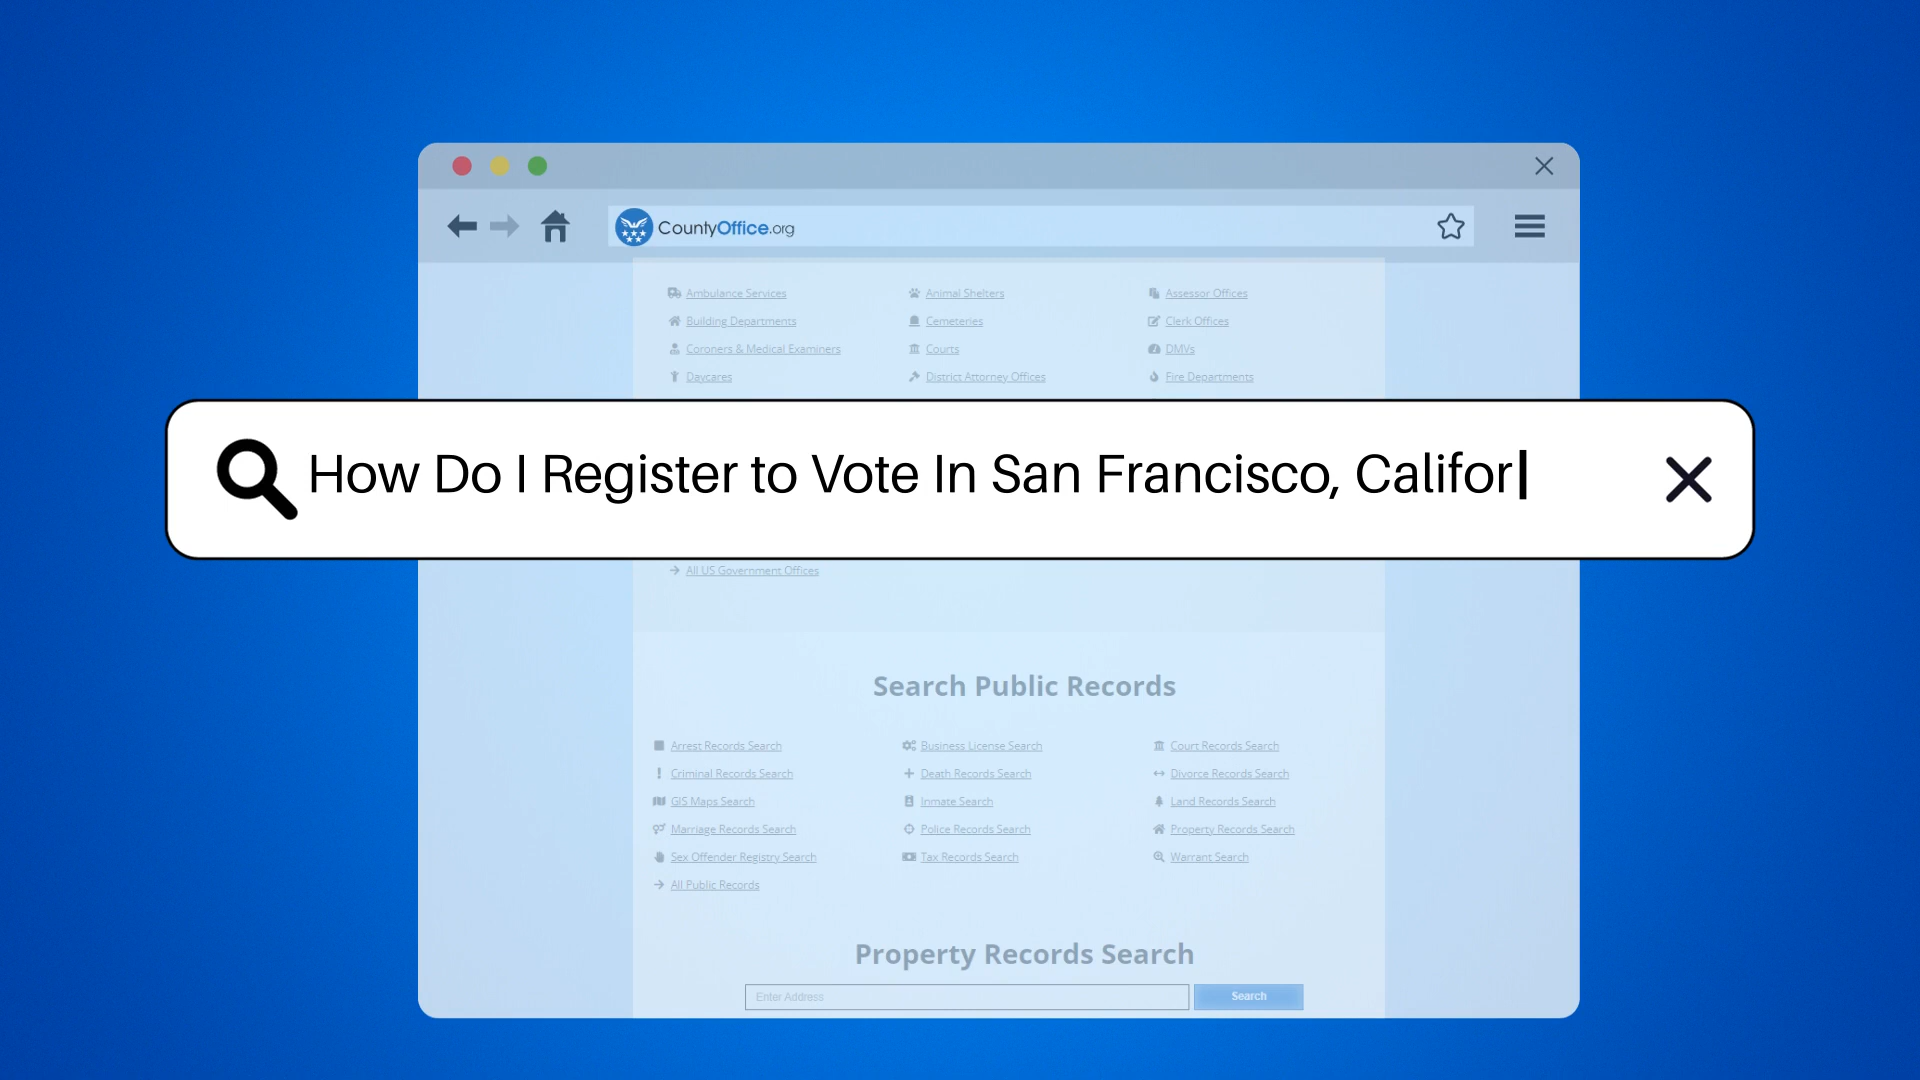 CountyOffice.org
Ambulance Services Animal Shelters Assessor Offices
Building Departments Cemeteries Clerk Offices
Coroners & Medical Examiners Courts DMVs
Daycares District Attorney Offices Fire Departments
How Do I Register to Vote In San Francisco, Califor
All US Government Offices
Search Public Records
Arrest Records Search Business License Search Court Records Search
Criminal Records Search Death Records Search Divorce Records Search
GIS Maps Search Inmate Search Land Records Search
Marriage Records Search Police Records Search Property Records Search
Sex Offender Registry Search Tax Records Search Warrant Search
All Public Records
Property Records Search
Enter Address Search